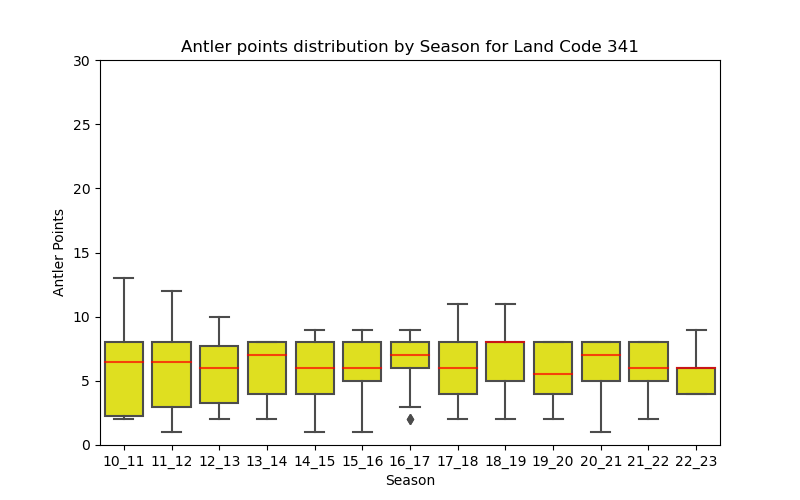 Antler points distribution by Season for Land Code 341
30
25
20
15
10
5
0
Antler Points
10_11 11_12 12_13 13_14 14_15 15_16 16_17 17_18 18_19 19_20 20_21 21_22 22_23
Season